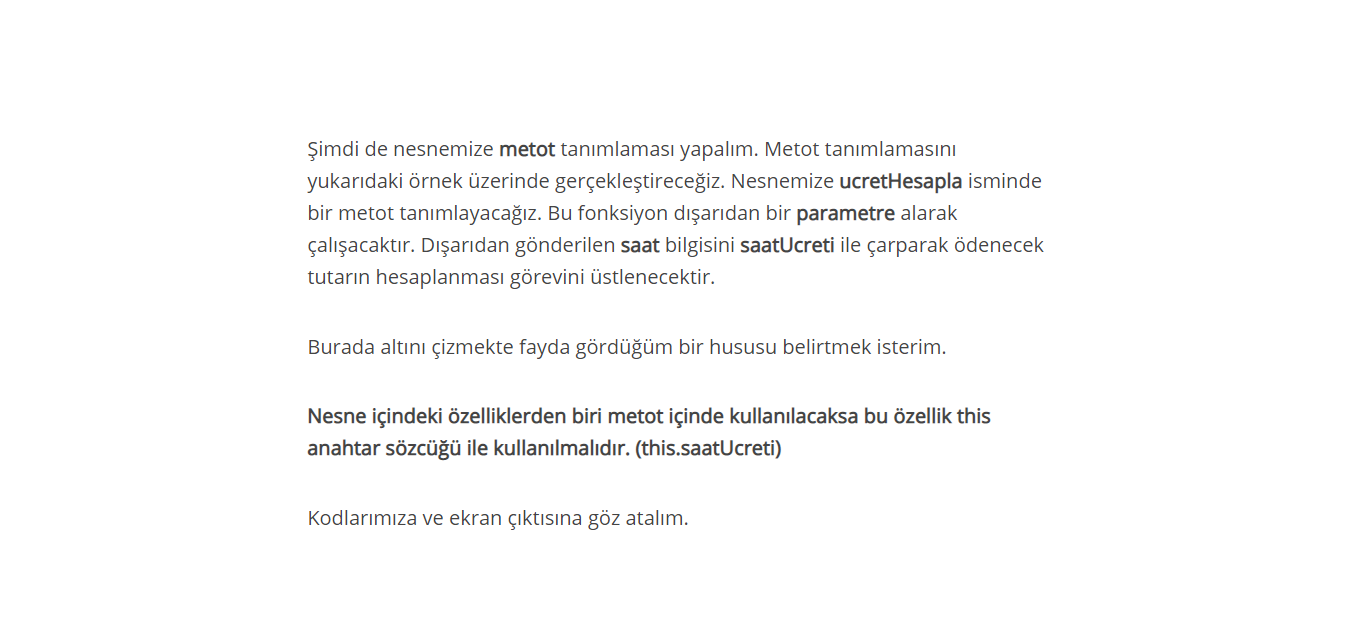 Şimdi de nesnemize metot tanımlaması yapalım. Metot tanımlamasını
yukarıdaki örnek üzerinde gerçekleştireceğiz. Nesnemize ucretHesapla isminde
bir metot tanımlayacağız. Bu fonksiyon dışarıdan bir parametre alarak
çalışacaktır. Dışarıdan gönderilen saat bilgisini saatUcreti ile çarparak ödenecek
tutarın hesaplanması görevini üstlenecektir.
Burada altını çizmekte fayda gördüğüm bir hususu belirtmek isterim.
Nesne içindeki özelliklerden biri metot içinde kullanılacaksa bu özellik this
anahtar sözcüğü ile kullanılmalıdır. (this.saatUcreti)
Kodlarımıza ve ekran çıktısına göz atalım.